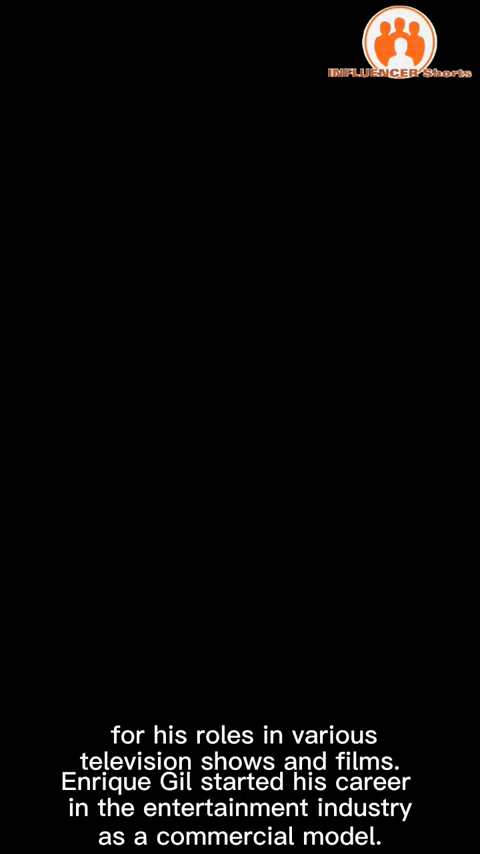 INFLUENCER Shorts
for his roles in various
television shows and films.
Enrique Gil started his career
in the entertainment industry
as a commercial model.